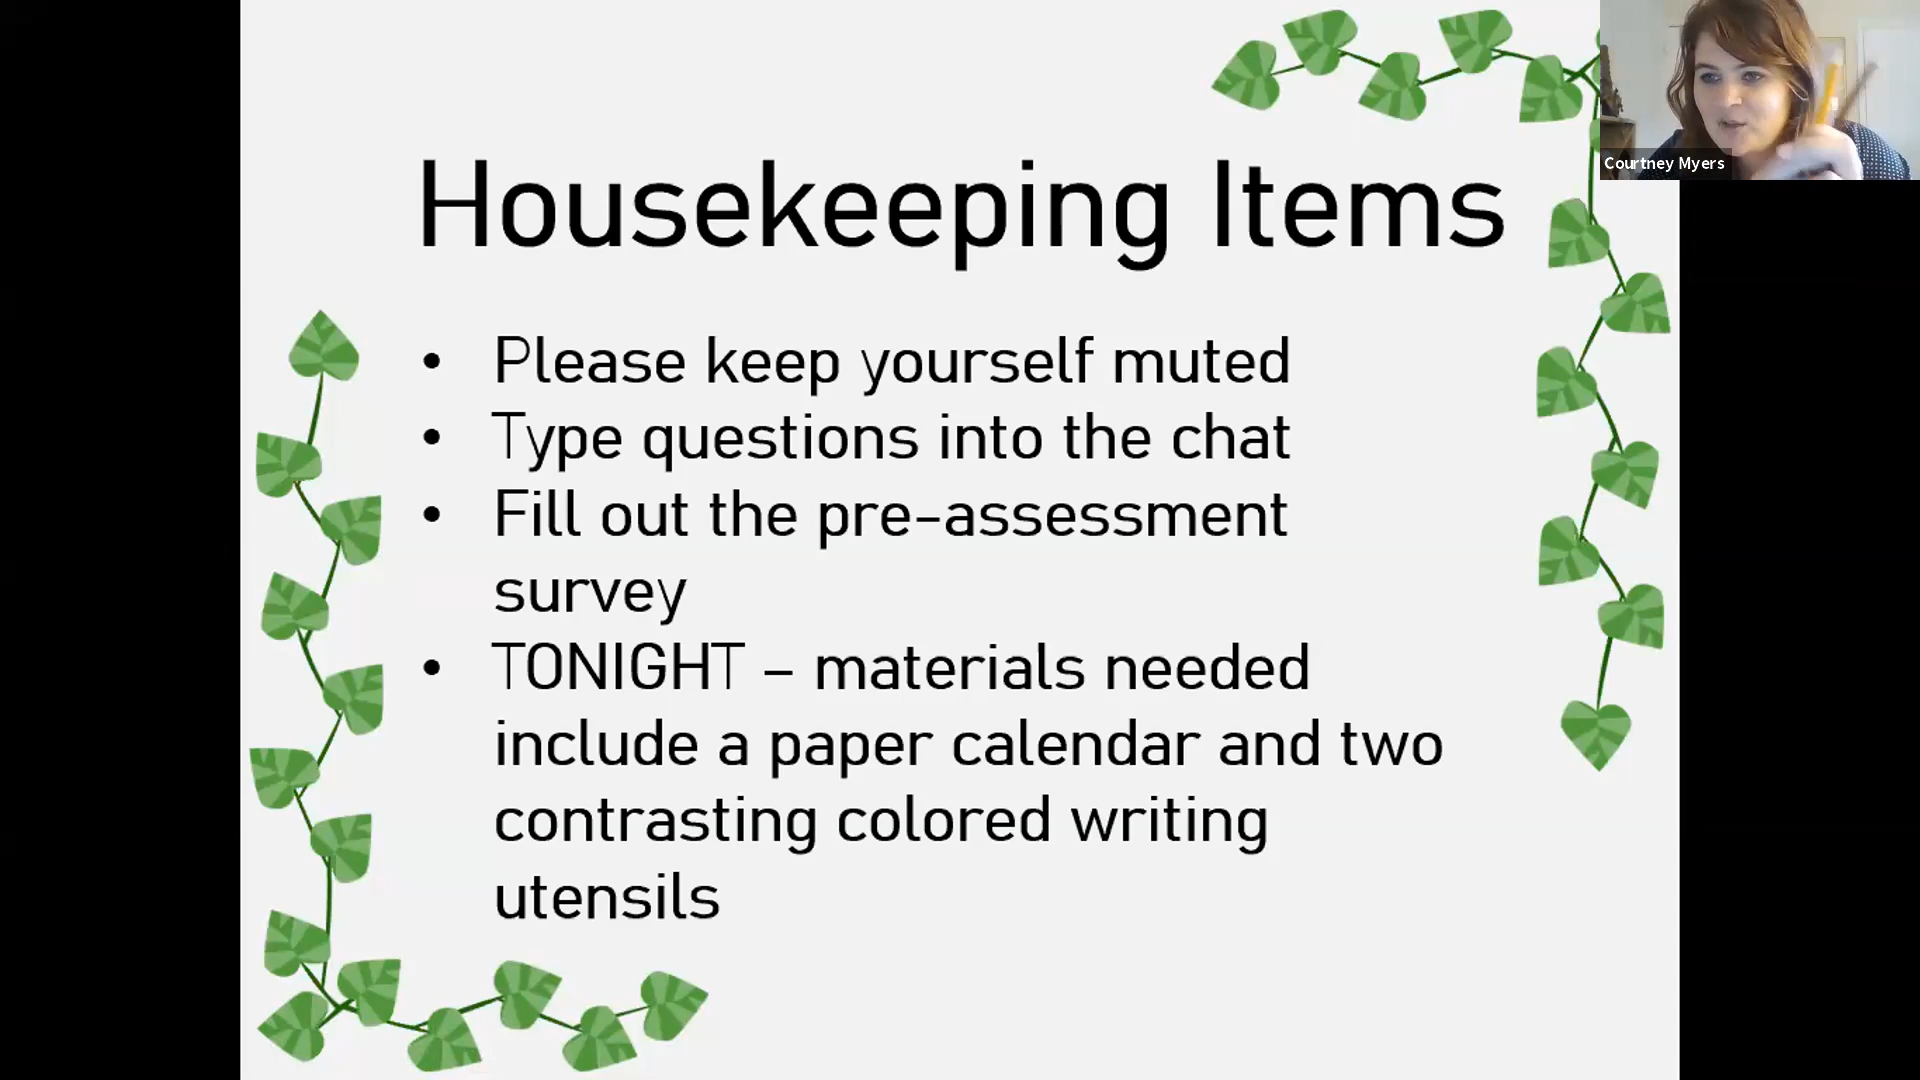 Courtney Myers
Housekeeping Items
• Please keep yourself muted
• Type questions into the chat
• Fill out the pre-assessment
survey
• TONIGHT – materials needed
include a paper calendar and two
contrasting colored writing
utensils